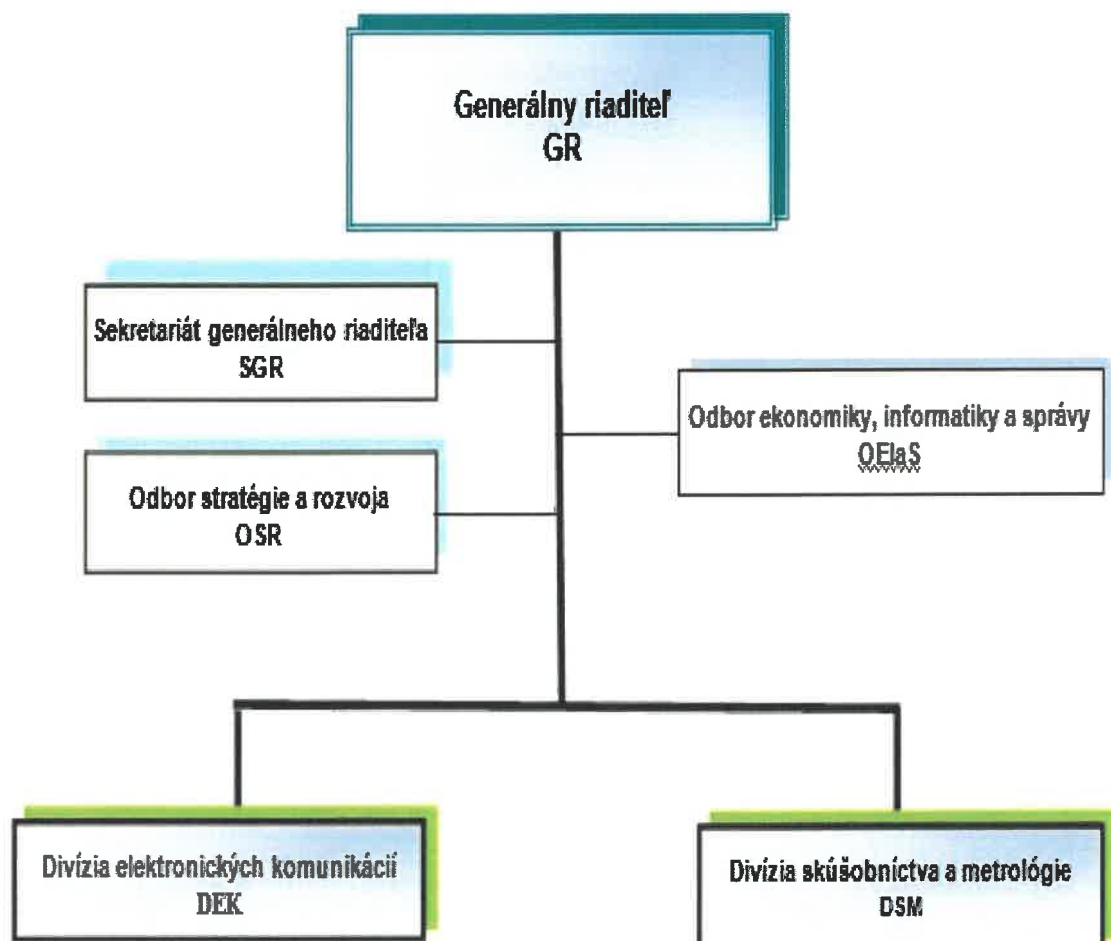 Generálny riaditeľ
GR
Sekretariát generálneho riaditeľa
SGR
Odbor ekonomiky, informatiky a správy
OEIaS
Odbor stratégie a rozvoja
OSR
Divízia elektronických komunikácií
DEK
Divízia skúšobníctva a metrológie
DSM